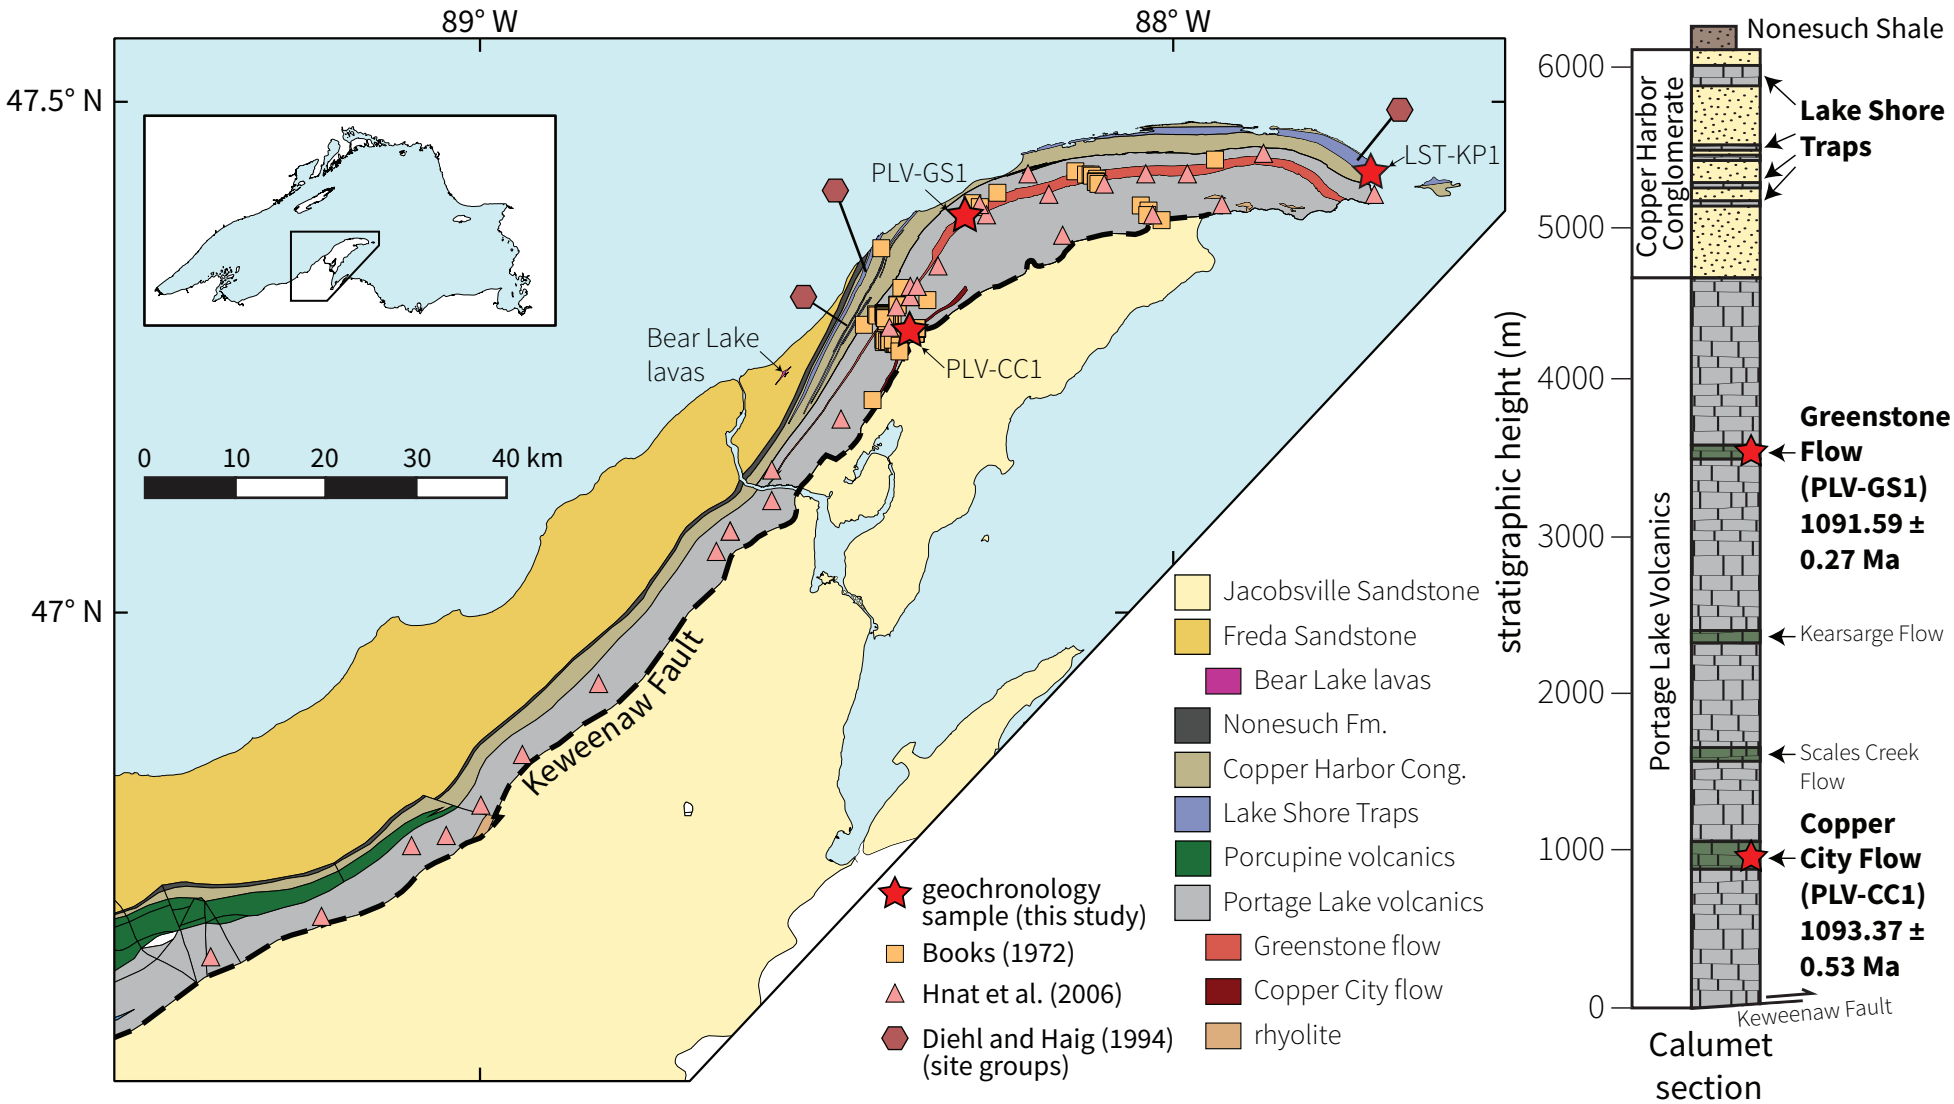 89° W
88° W
47.5° N
47° N
PLV-GS1
LST-KP1
Bear Lake
lavas
PLV-CC1
0 10 20 30 40 km
Keweenaw Fault
Jacobsville Sandstone
Freda Sandstone
Bear Lake lavas
Nonesuch Fm.
Copper Harbor Cong.
Lake Shore Traps
Porcupine volcanics
Portage Lake volcanics
Greenstone flow
Copper City flow
rhyolite
geochronology
sample (this study)
Books (1972)
Hnat et al. (2006)
Diehl and Haig (1994)
(site groups)
stratigraphic height (m)
6000
5000
4000
3000
2000
1000
0
Copper Harbor
Conglomerate
Portage Lake Volcanics
Nonesuch Shale
Lake Shore
Traps
Greenstone
Flow
(PLV-GS1)
1091.59 ±
0.27 Ma
Kearsarge Flow
Scales Creek
Flow
Copper
City Flow
(PLV-CC1)
1093.37 ±
0.53 Ma
Keweenaw Fault
Calumet
section